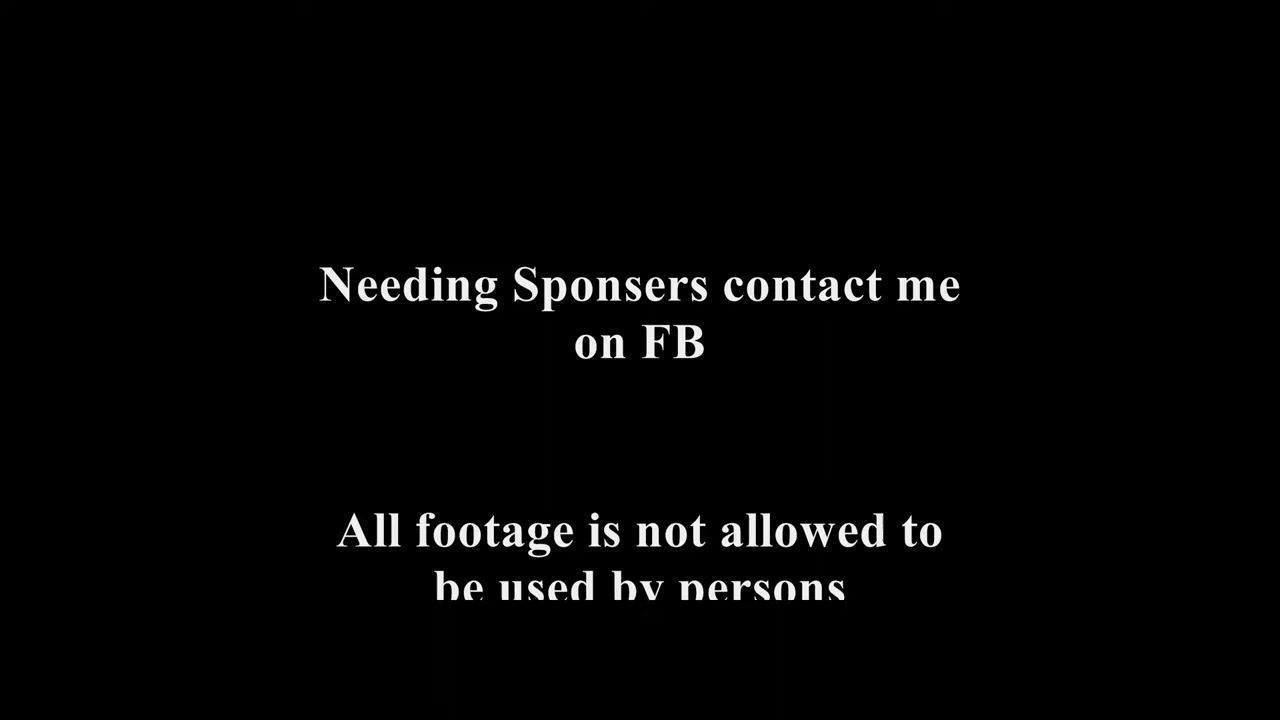 Needing Sponsers contact me
on FB
All footage is not allowed to
be used by persons